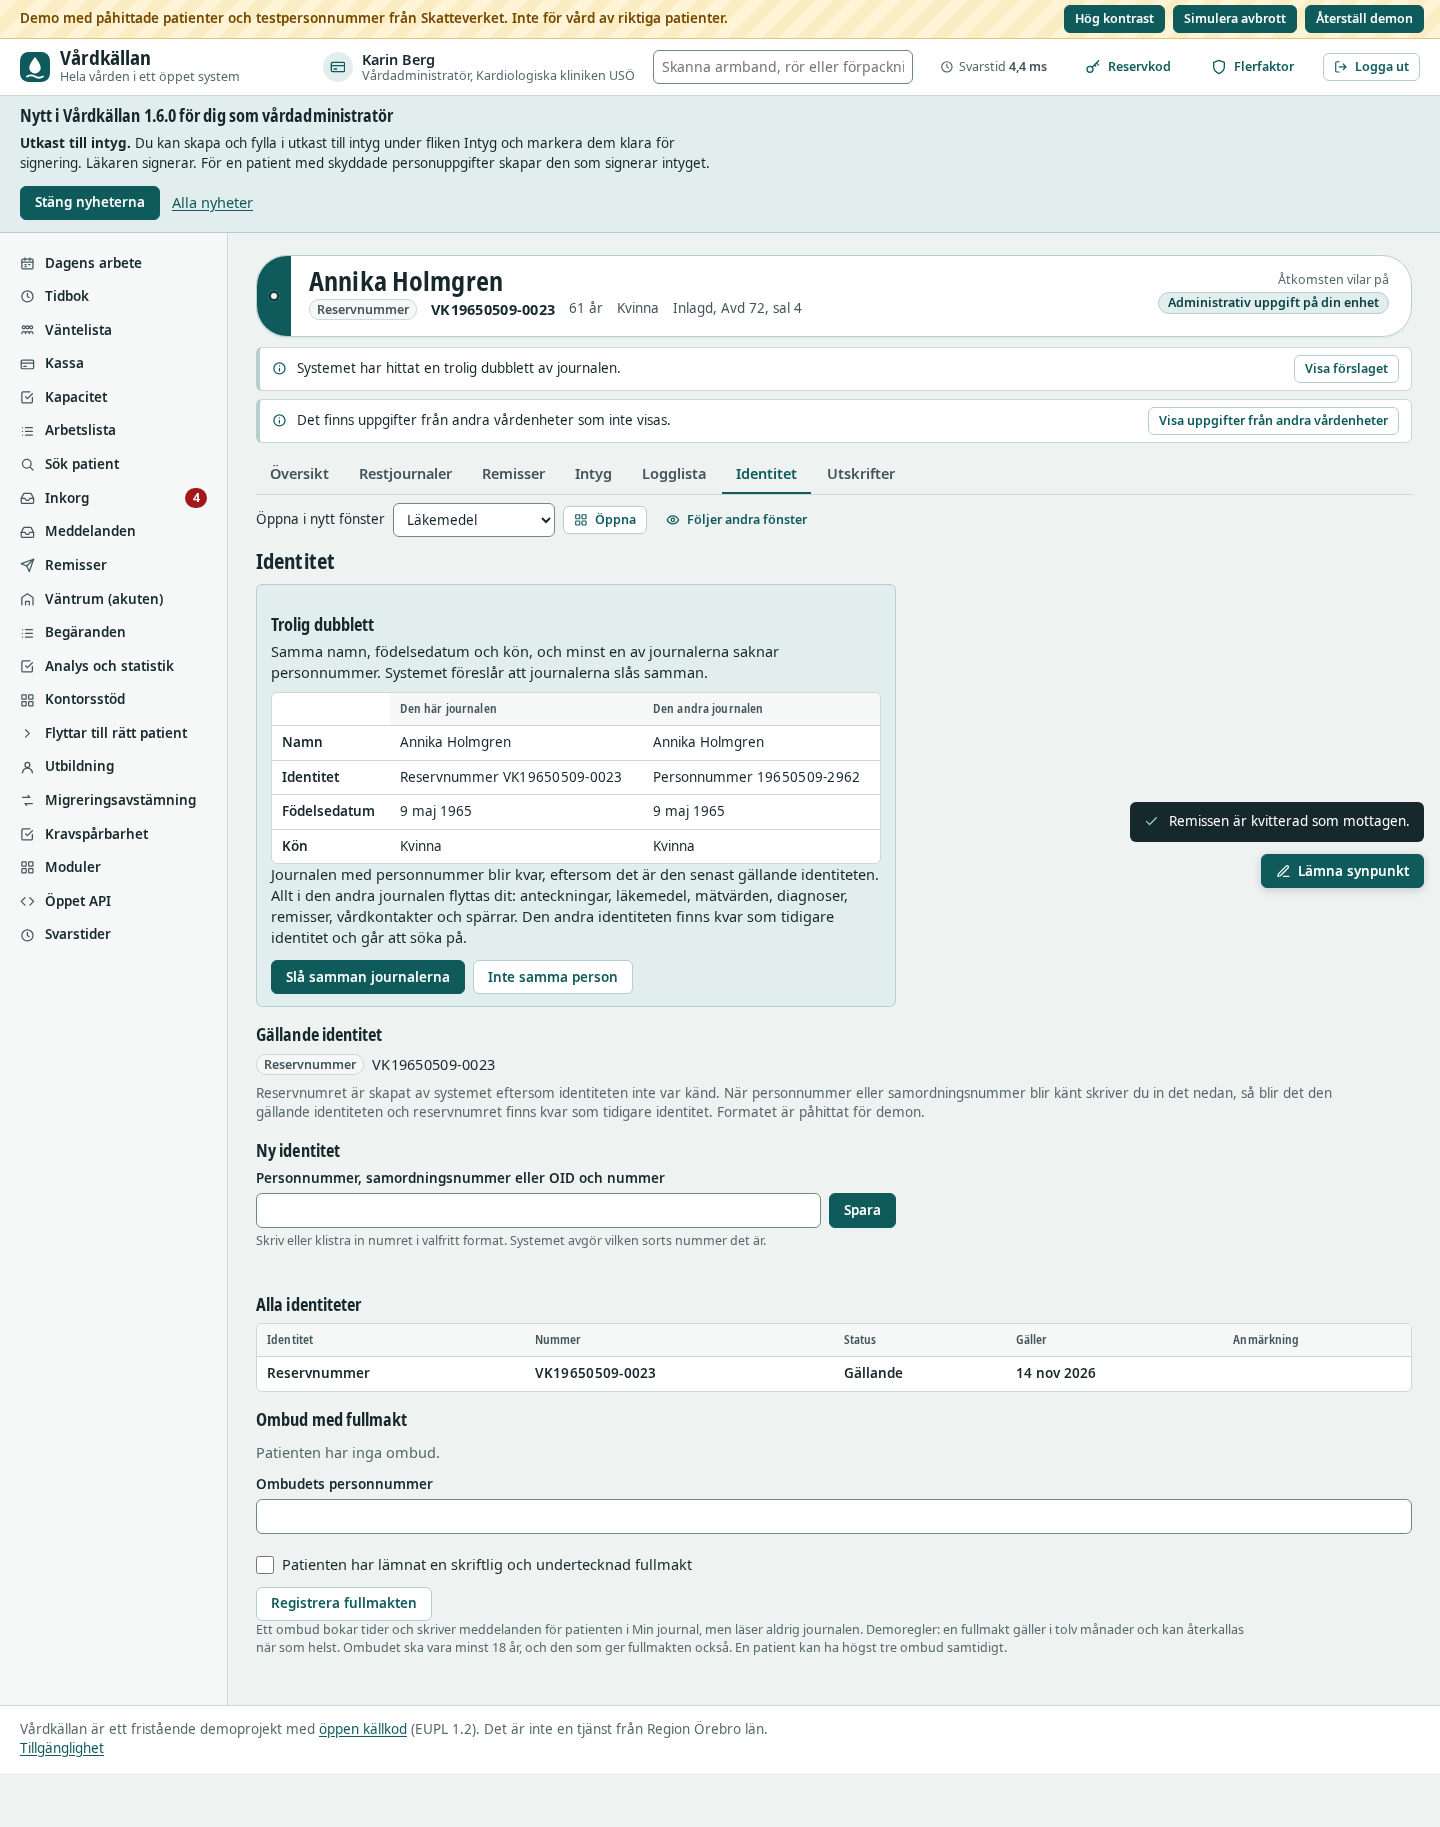 Demo med påhittade patienter och testpersonnummer från Skatteverket. Inte för vård av riktiga patienter.
Hög kontrast
Simulera avbrott
Återställ demon
Vårdkällan
Hela vården i ett öppet system
Karin Berg
Vårdadministratör, Kardiologiska kliniken USÖ
Skanna armband, rör eller förpackni
Svarstid 4,4 ms
Reservkod
Flerfaktor
Logga ut
Nytt i Vårdkällan 1.6.0 för dig som vårdadministratör
Utkast till intyg. Du kan skapa och fylla i utkast till intyg under fliken Intyg och markera dem klara för
signering. Läkaren signerar. För en patient med skyddade personuppgifter skapar den som signerar intyget.
Stäng nyheterna
Alla nyheter
Dagens arbete
Tidbok
Väntelista
Kassa
Kapacitet
Arbetslista
Sök patient
Inkorg 4
Meddelanden
Remisser
Väntrum (akuten)
Begäranden
Analys och statistik
Kontorsstöd
Flyttar till rätt patient
Utbildning
Migreringsavstämning
Kravspårbarhet
Moduler
Öppet API
Svarstider
Annika Holmgren
Reservnummer VK19650509-0023 61 år Kvinna Inlagd, Avd 72, sal 4
Åtkomsten vilar på
Administrativ uppgift på din enhet
Systemet har hittat en trolig dubblett av journalen.
Visa förslaget
Det finns uppgifter från andra vårdenheter som inte visas.
Visa uppgifter från andra vårdenheter
Översikt Restjournaler Remisser Intyg Logglista Identitet Utskrifter
Öppna i nytt fönster Läkemedel Öppna Följer andra fönster
Identitet
Trolig dubblett
Samma namn, födelsedatum och kön, och minst en av journalerna saknar
personnummer. Systemet föreslår att journalerna slås samman.
Den här journalen Den andra journalen
Namn Annika Holmgren Annika Holmgren
Identitet Reservnummer VK19650509-0023 Personnummer 19650509-2962
Födelsedatum 9 maj 1965 9 maj 1965
Kön Kvinna Kvinna
Journalen med personnummer blir kvar, eftersom det är den senast gällande identiteten.
Allt i den andra journalen flyttas dit: anteckningar, läkemedel, mätvärden, diagnoser,
remisser, vårdkontakter och spärrar. Den andra identiteten finns kvar som tidigare
identitet och går att söka på.
Slå samman journalerna
Inte samma person
Remissen är kvitterad som mottagen.
Lämna synpunkt
Gällande identitet
Reservnummer VK19650509-0023
Reservnumret är skapat av systemet eftersom identiteten inte var känd. När personnummer eller samordningsnummer blir känt skriver du in det nedan, så blir det den
gällande identiteten och reservnumret finns kvar som tidigare identitet. Formatet är påhittat för demon.
Ny identitet
Personnummer, samordningsnummer eller OID och nummer
Spara
Skriv eller klistra in numret i valfritt format. Systemet avgör vilken sorts nummer det är.
Alla identiteter
Identitet Nummer Status Gäller Anmärkning
Reservnummer VK19650509-0023 Gällande 14 nov 2026
Ombud med fullmakt
Patienten har inga ombud.
Ombudets personnummer
Patienten har lämnat en skriftlig och undertecknad fullmakt
Registrera fullmakten
Ett ombud bokar tider och skriver meddelanden för patienten i Min journal, men läser aldrig journalen. Demoregler: en fullmakt gäller i tolv månader och kan återkallas
när som helst. Ombudet ska vara minst 18 år, och den som ger fullmakten också. En patient kan ha högst tre ombud samtidigt.
Vårdkällan är ett fristående demoprojekt med öppen källkod (EUPL 1.2). Det är inte en tjänst från Region Örebro län.
Tillgänglighet